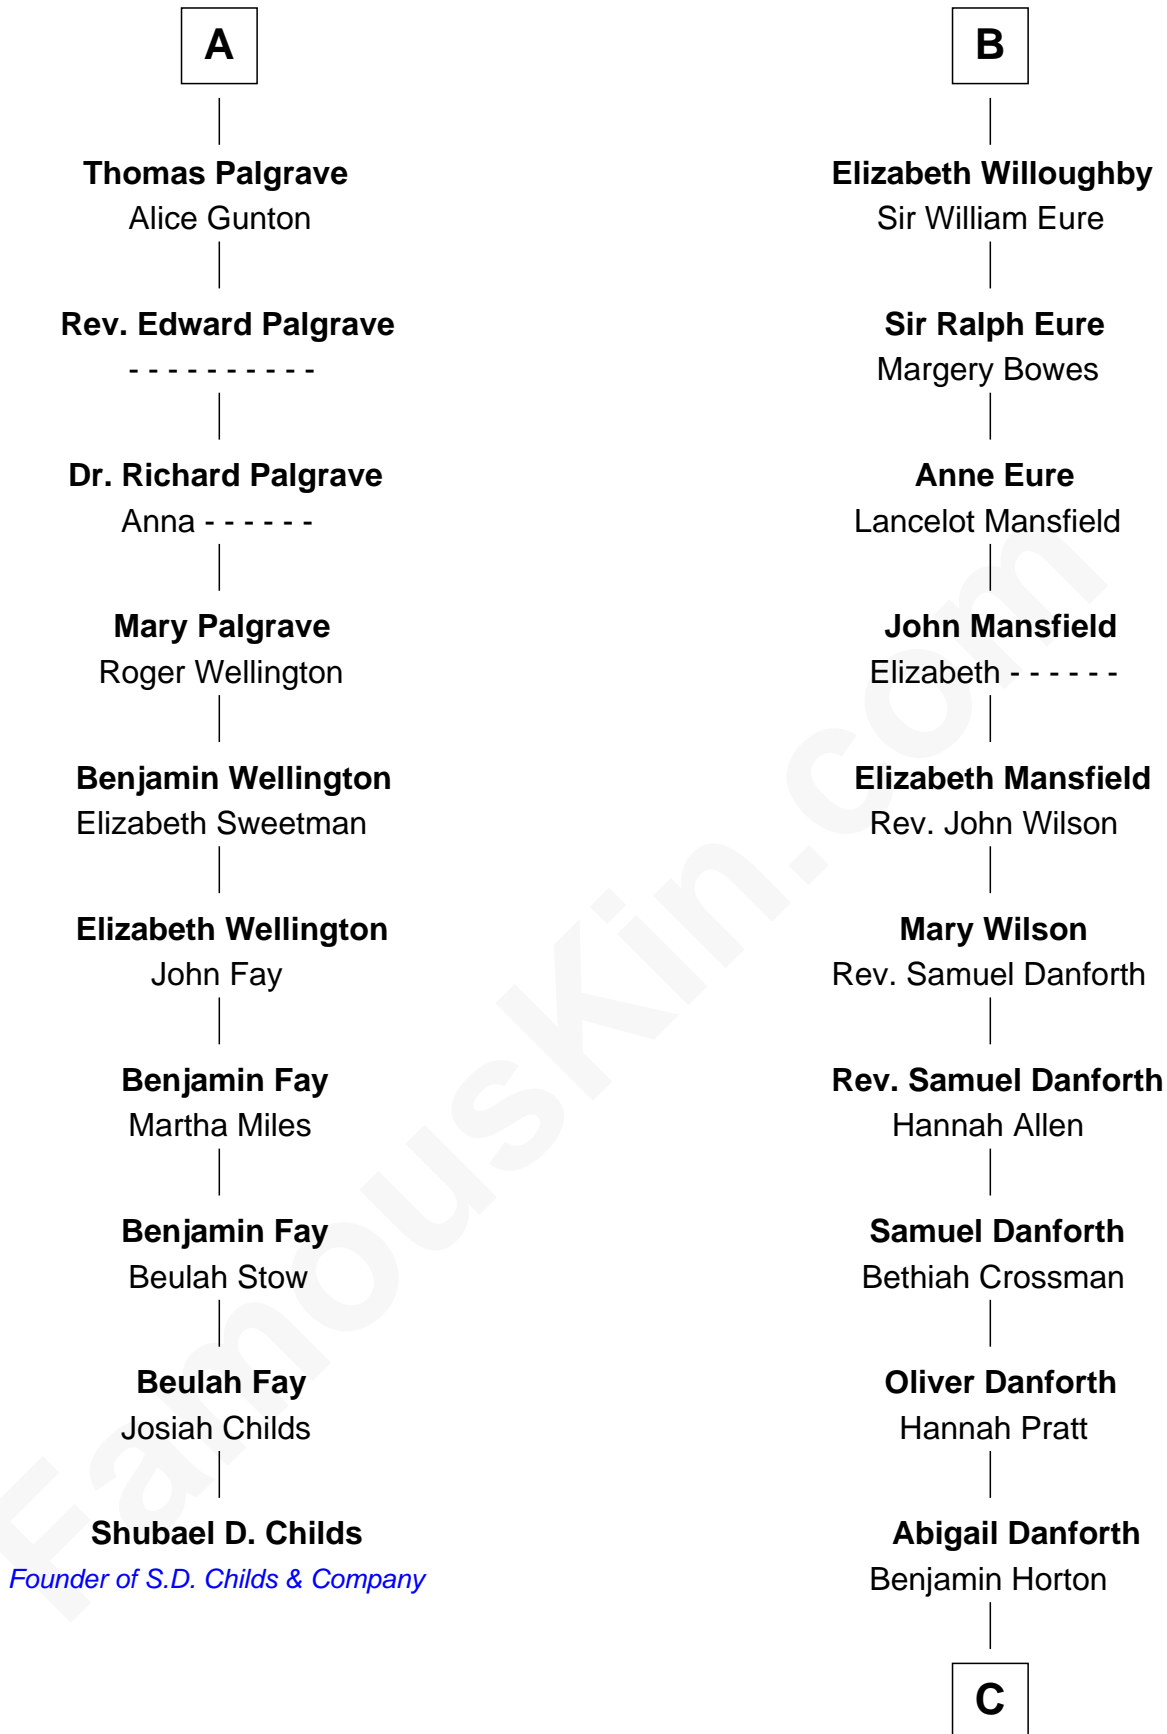 A
Thomas Palgrave
Alice Gunton
Rev. Edward Palgrave
- - - - - - - - - -
Dr. Richard Palgrave
Anna - - - - - -
Mary Palgrave
Roger Wellington
Benjamin Wellington
Elizabeth Sweetman
Elizabeth Wellington
John Fay
Benjamin Fay
Martha Miles
Benjamin Fay
Beulah Stow
Beulah Fay
Josiah Childs
Shubael D. Childs
Founder of S.D. Childs & Company
B
Elizabeth Willoughby
Sir William Eure
Sir Ralph Eure
Margery Bowes
Anne Eure
Lancelot Mansfield
John Mansfield
Elizabeth - - - - - -
Elizabeth Mansfield
Rev. John Wilson
Mary Wilson
Rev. Samuel Danforth
Rev. Samuel Danforth
Hannah Allen
Samuel Danforth
Bethiah Crossman
Oliver Danforth
Hannah Pratt
Abigail Danforth
Benjamin Horton
C
FamousKin.com